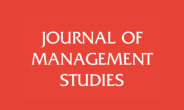 JOURNAL OF
MANAGEMENT
STUDIES